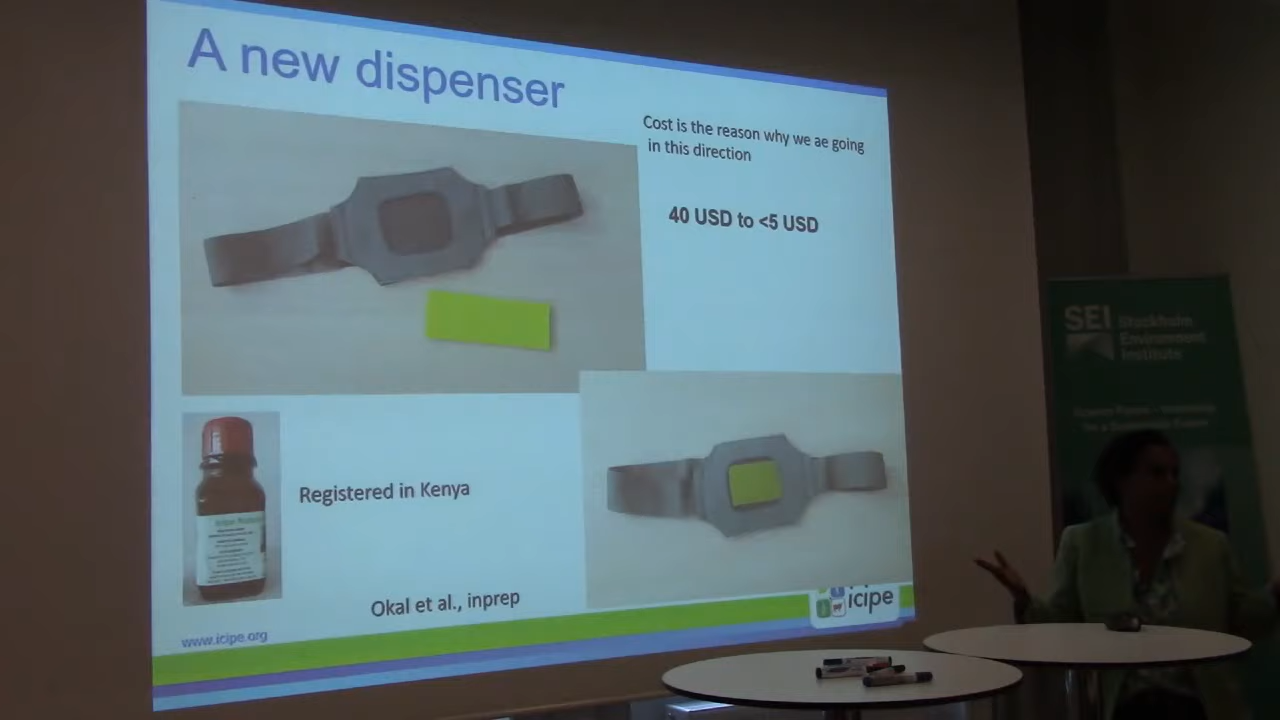 A new dispenser
Cost is the reason why we ae going
in this direction
40 USD to <5 USD
Registered in Kenya
Okal et al., inprep
www.icipe.org
icipe
SEI
Stockholm
Environment
Institute